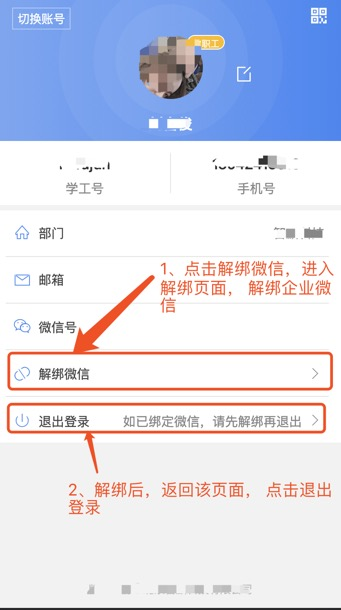 切换账号
教职工
学工号
手机号
部门
邮箱
1、点击解绑微信，进入
解绑页面， 解绑企业微
信
微信号
解绑微信
退出登录 如已绑定微信，请先解绑再退出
2、解绑后，返回该页面， 点击退出
登录